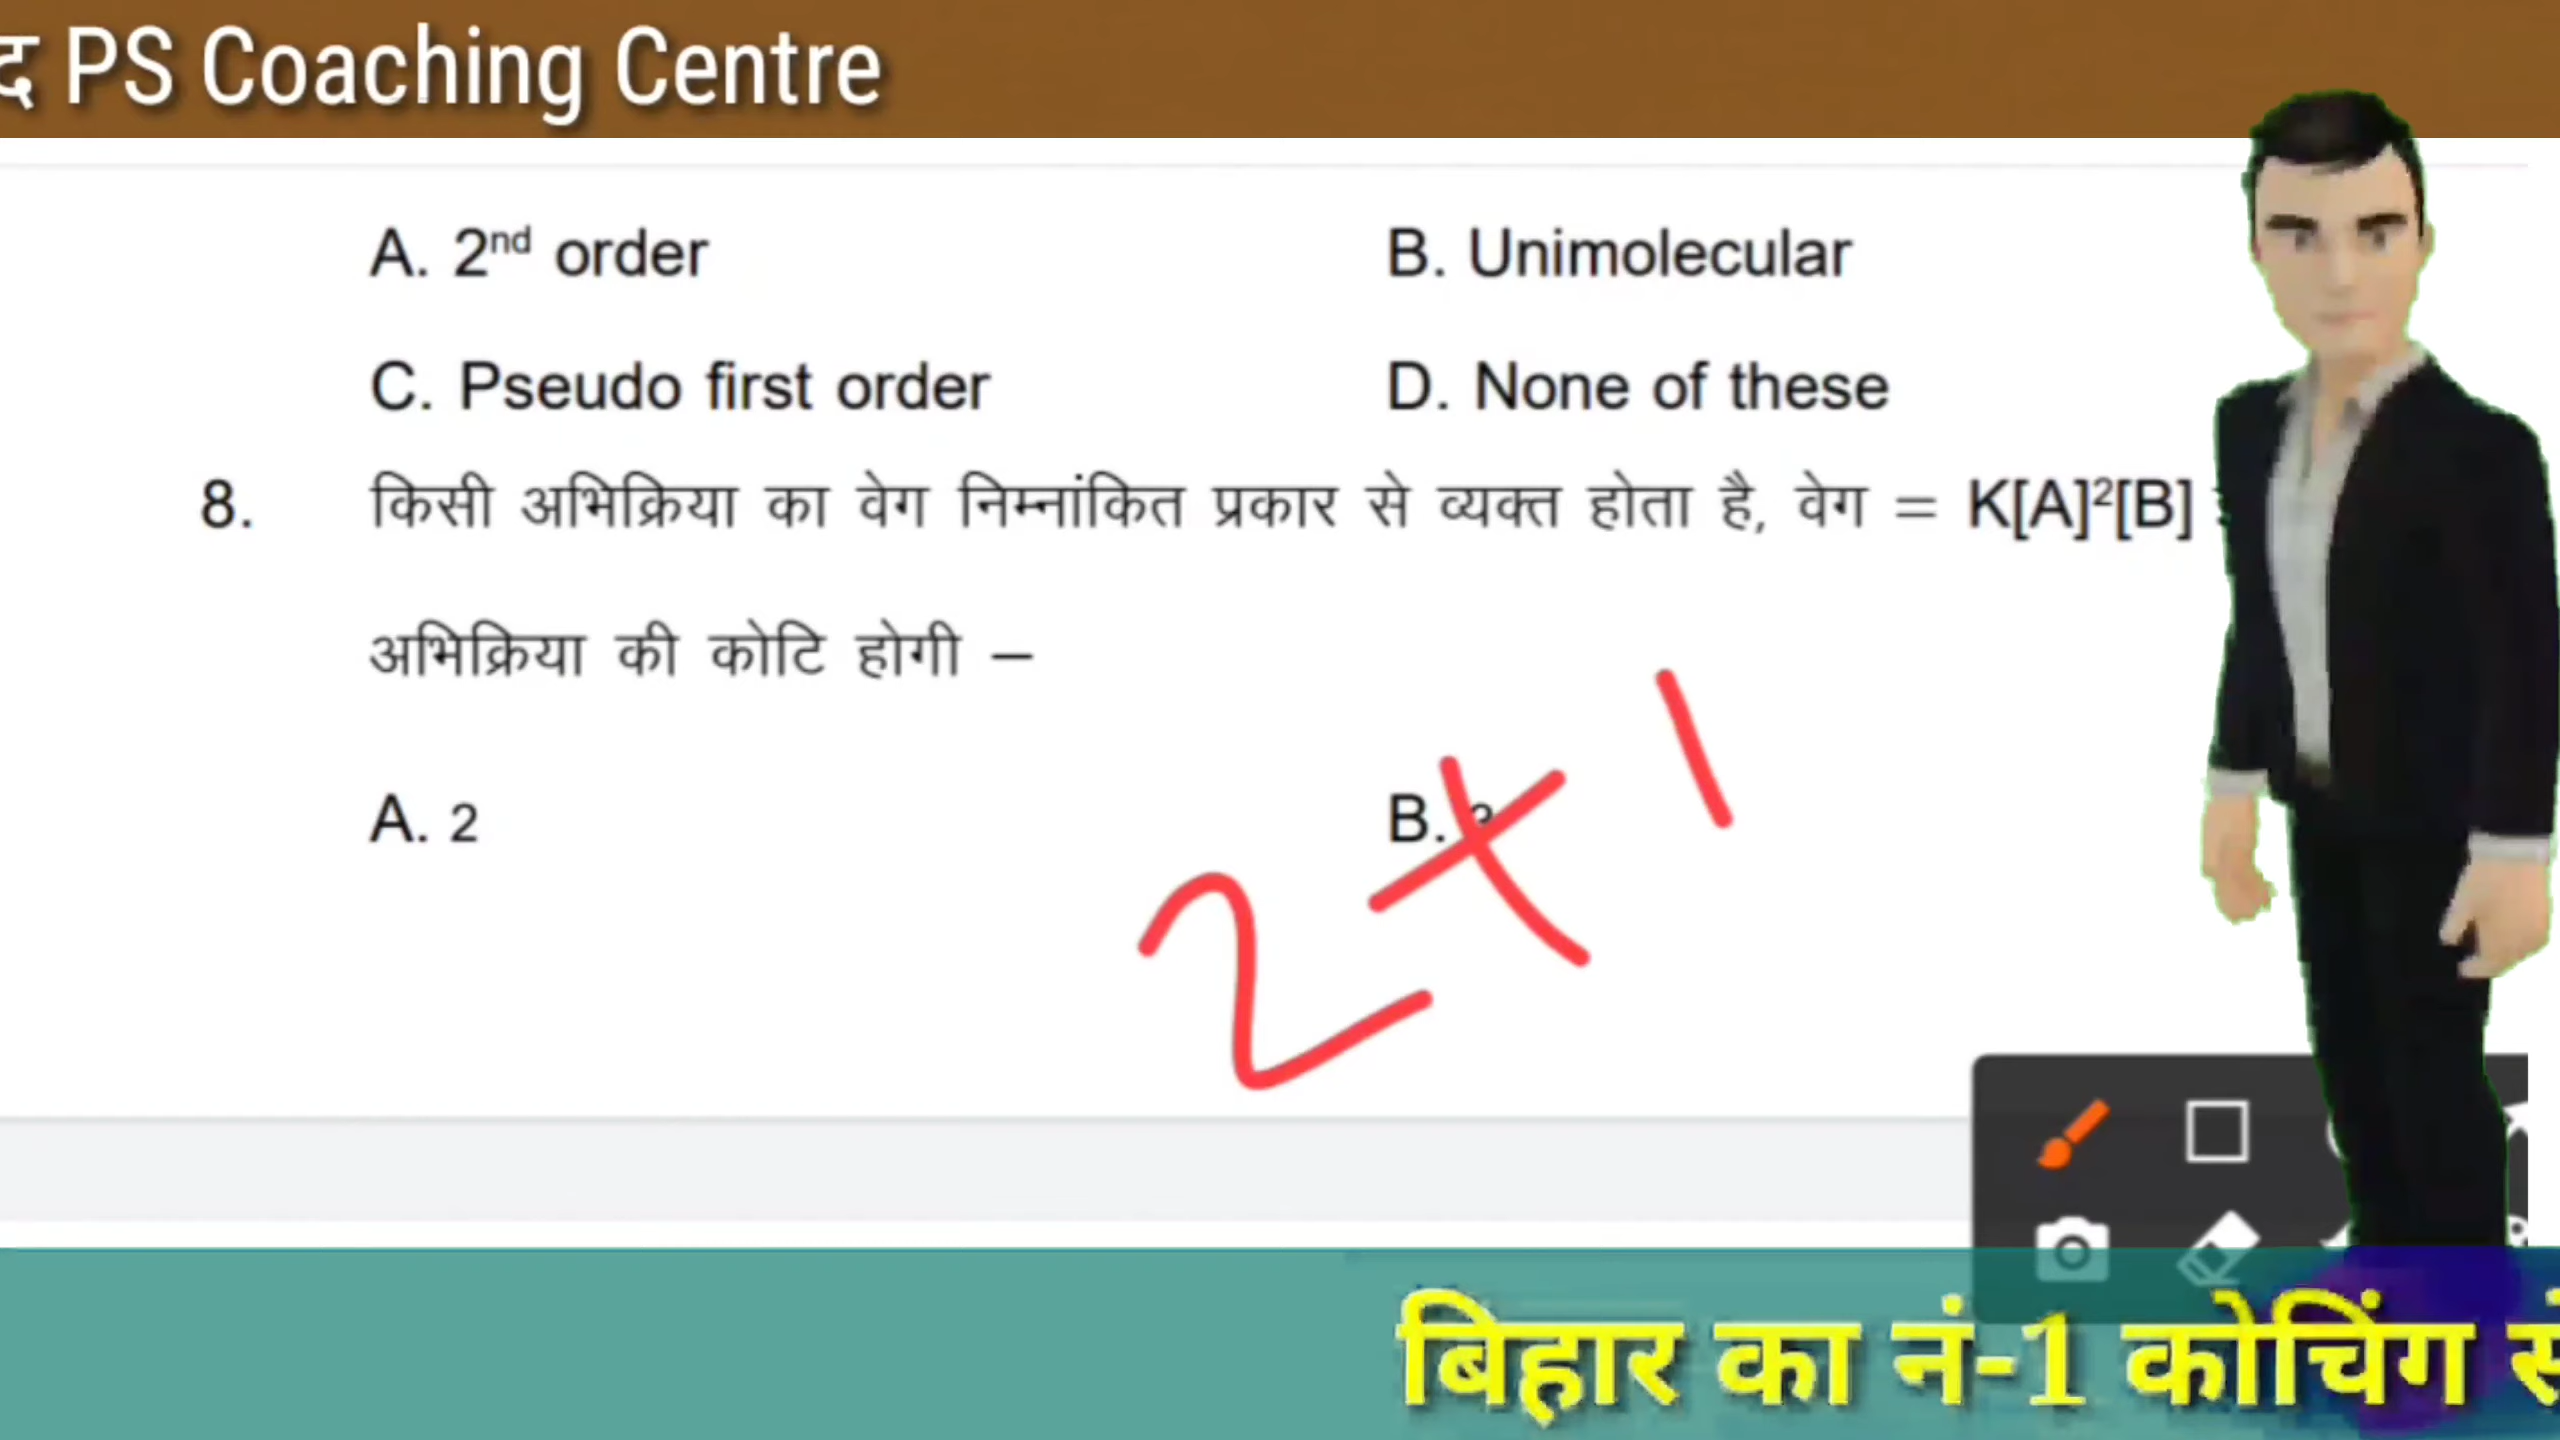 PS Coaching Centre
A. 2nd order B. Unimolecular
C. Pseudo first order D. None of these
8. किसी अभिक्रिया का वेग निम्नांकित प्रकार से व्यक्त होता है, वेग = K[A]²[B]
अभिक्रिया की कोटि होगी –
A. 2 B.
2 + 1
बिहार का नं-1 कोचिंग